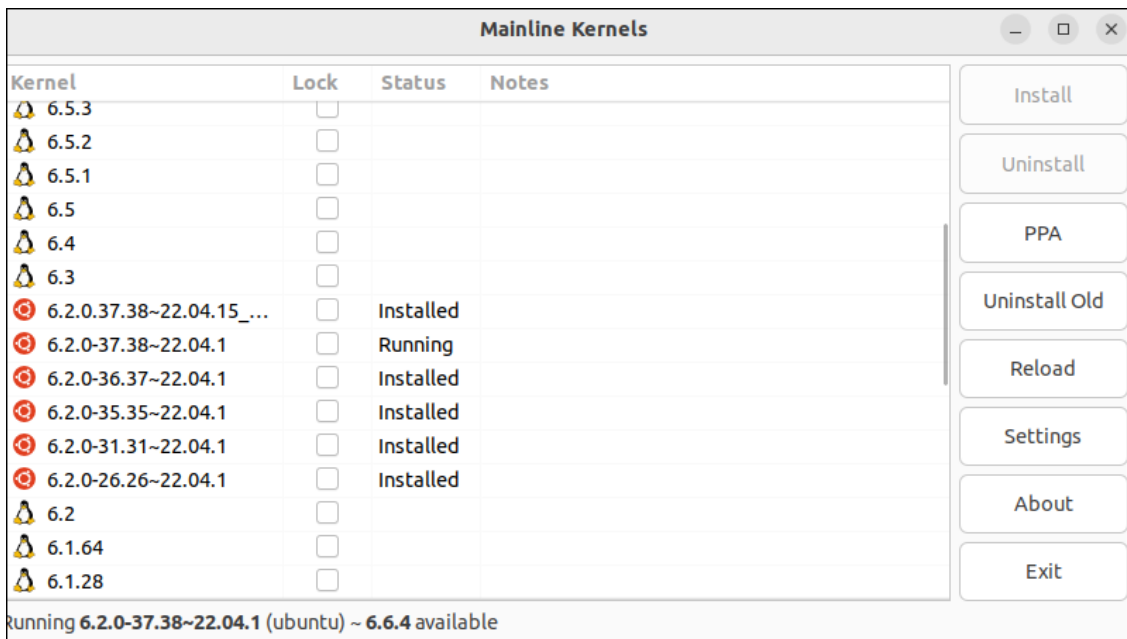 Mainline Kernels
Kernel Lock Status Notes
6.5.3
6.5.2
6.5.1
6.5
6.4
6.3
6.2.0.37.38~22.04.15_... Installed
6.2.0-37.38~22.04.1 Running
6.2.0-36.37~22.04.1 Installed
6.2.0-35.35~22.04.1 Installed
6.2.0-31.31~22.04.1 Installed
6.2.0-26.26~22.04.1 Installed
6.2
6.1.64
6.1.28
Install
Uninstall
PPA
Uninstall Old
Reload
Settings
About
Exit
Running 6.2.0-37.38~22.04.1 (ubuntu) ~ 6.6.4 available